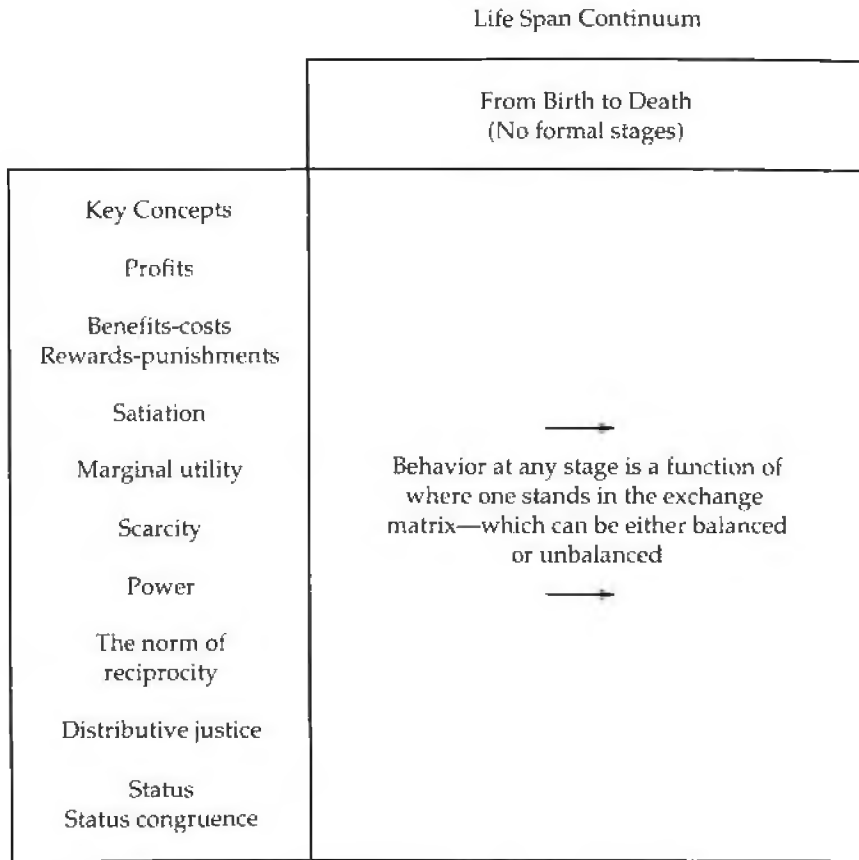 Life Span Continuum
From Birth to Death
(No formal stages)
Key Concepts
Profits
Benefits-costs
Rewards-punishments
Satiation
Marginal utility
Scarcity
Power
The norm of
reciprocity
Distributive justice
Status
Status congruence
Behavior at any stage is a function of
where one stands in the exchange
matrix—which can be either balanced
or unbalanced